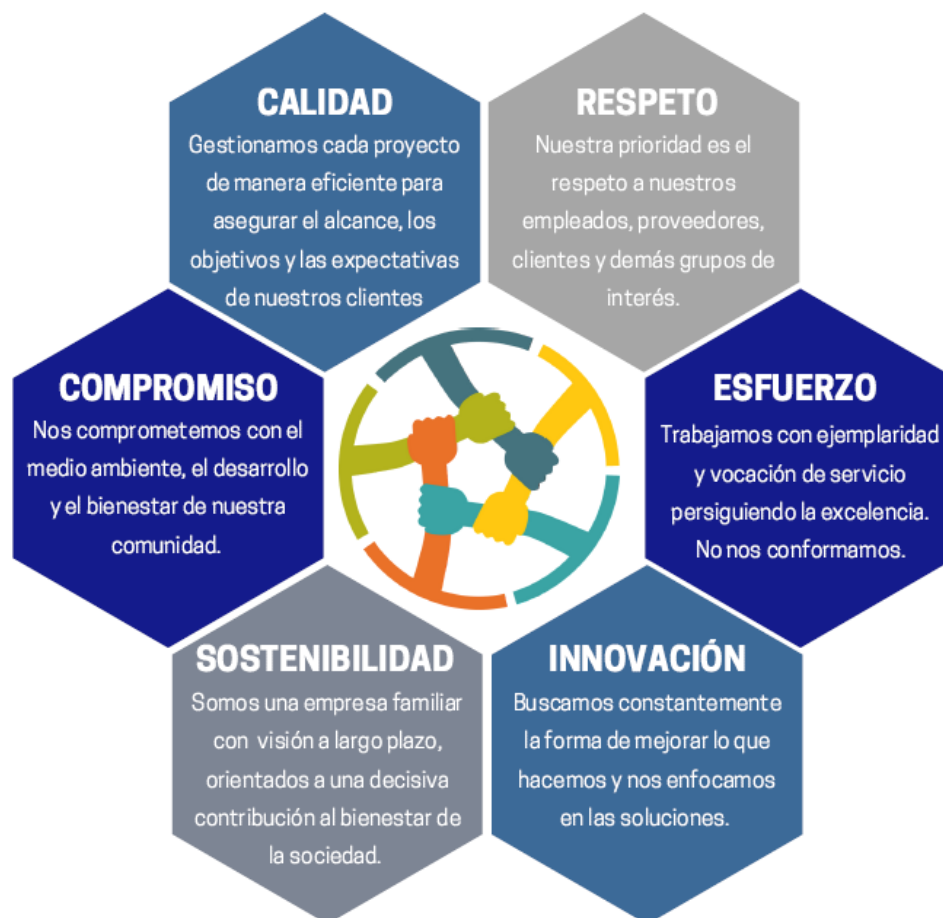 CALIDAD
Gestionamos cada proyecto
de manera eficiente para
asegurar el alcance, los
objetivos y las expectativas
de nuestros clientes
RESPETO
Nuestra prioridad es el
respeto a nuestros
empleados, proveedores,
clientes y demás grupos de
interés.
COMPROMISO
Nos comprometemos con el
medio ambiente, el desarrollo
y el bienestar de nuestra
comunidad.
ESFUERZO
Trabajamos con ejemplaridad
y vocación de servicio
persiguiendo la excelencia.
No nos conformamos.
SOSTENIBILIDAD
Somos una empresa familiar
con visión a largo plazo,
orientados a una decisiva
contribución al bienestar de
la sociedad.
INNOVACIÓN
Buscamos constantemente
la forma de mejorar lo que
hacemos y nos enfocamos
en las soluciones.